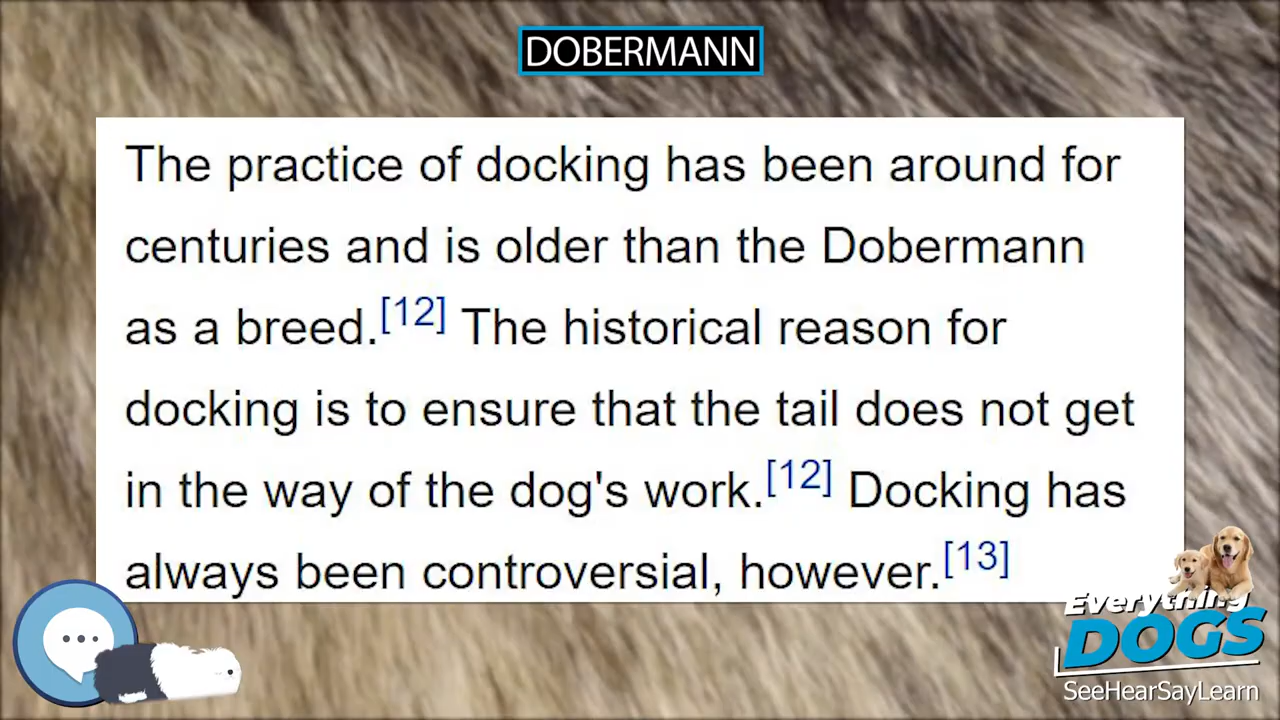 DOBERMANN
The practice of docking has been around for
centuries and is older than the Dobermann
as a breed.[12] The historical reason for
docking is to ensure that the tail does not get
in the way of the dog's work.[12] Docking has
always been controversial, however.[13]
Everything
DOGS
SeeHearSayLearn